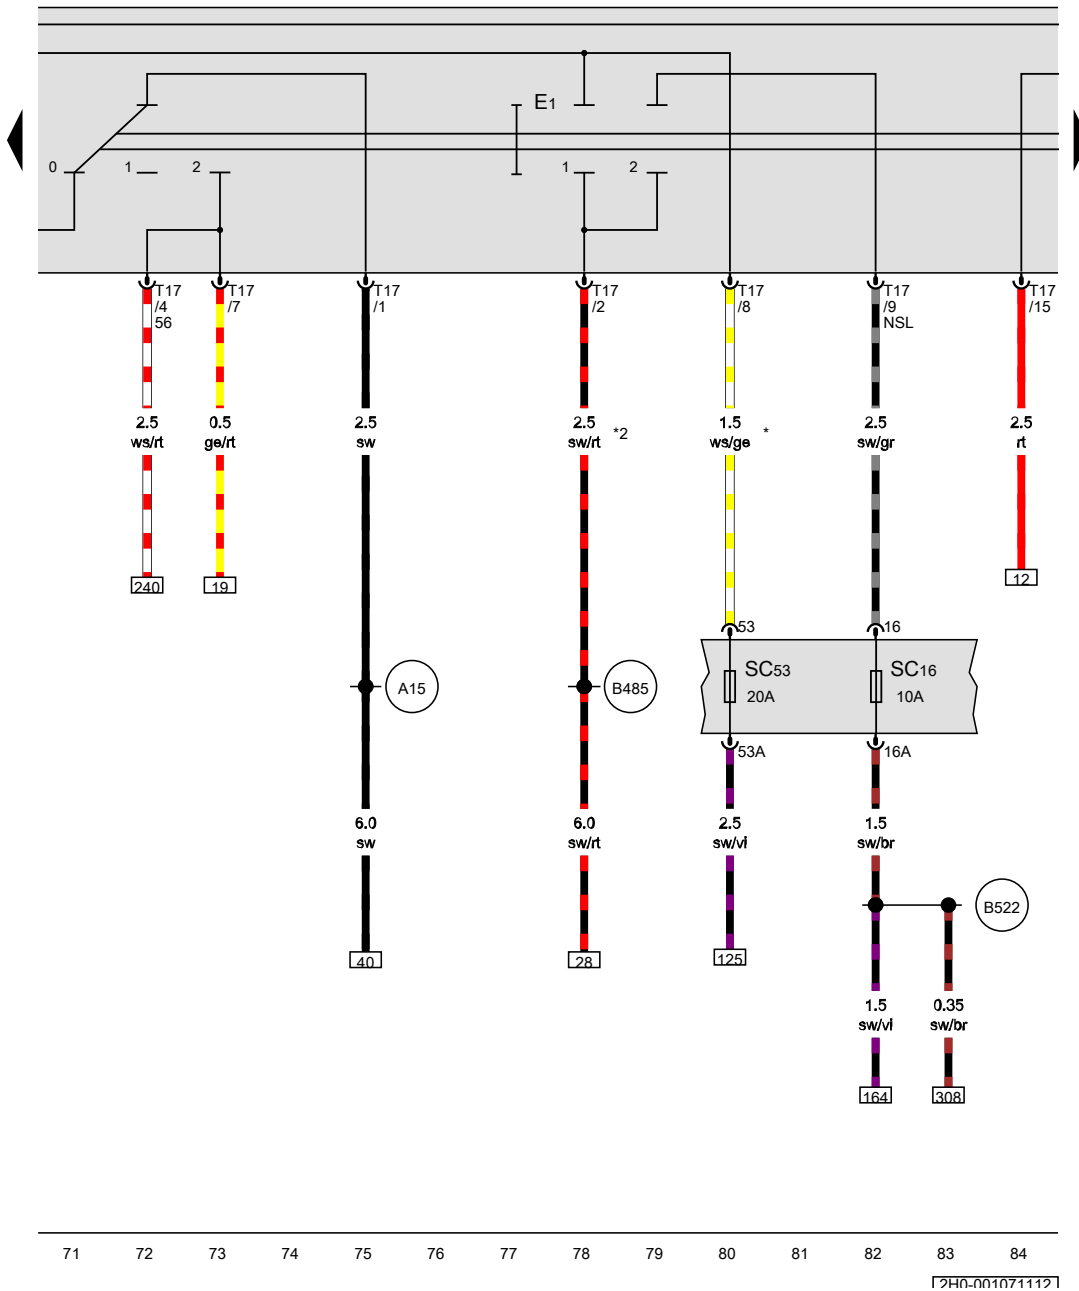 E1
0
1
2
1
2
T17
/4
56
T17
/7
T17
/1
T17
/2
T17
/8
T17
/9
NSL
T17
/15
2.5
ws/rt
0.5
ge/rt
2.5
sw
2.5
sw/rt
*2
1.5
ws/ge
*
2.5
sw/gr
2.5
rt
240
19
12
53
16
A15
B485
SC53
20A
SC16
10A
53A
16A
6.0
sw
6.0
sw/rt
2.5
sw/vi
1.5
sw/br
B522
40
28
125
1.5
sw/vi
0.35
sw/br
164
308
71 72 73 74 75 76 77 78 79 80 81 82 83 84
2H0-001071112